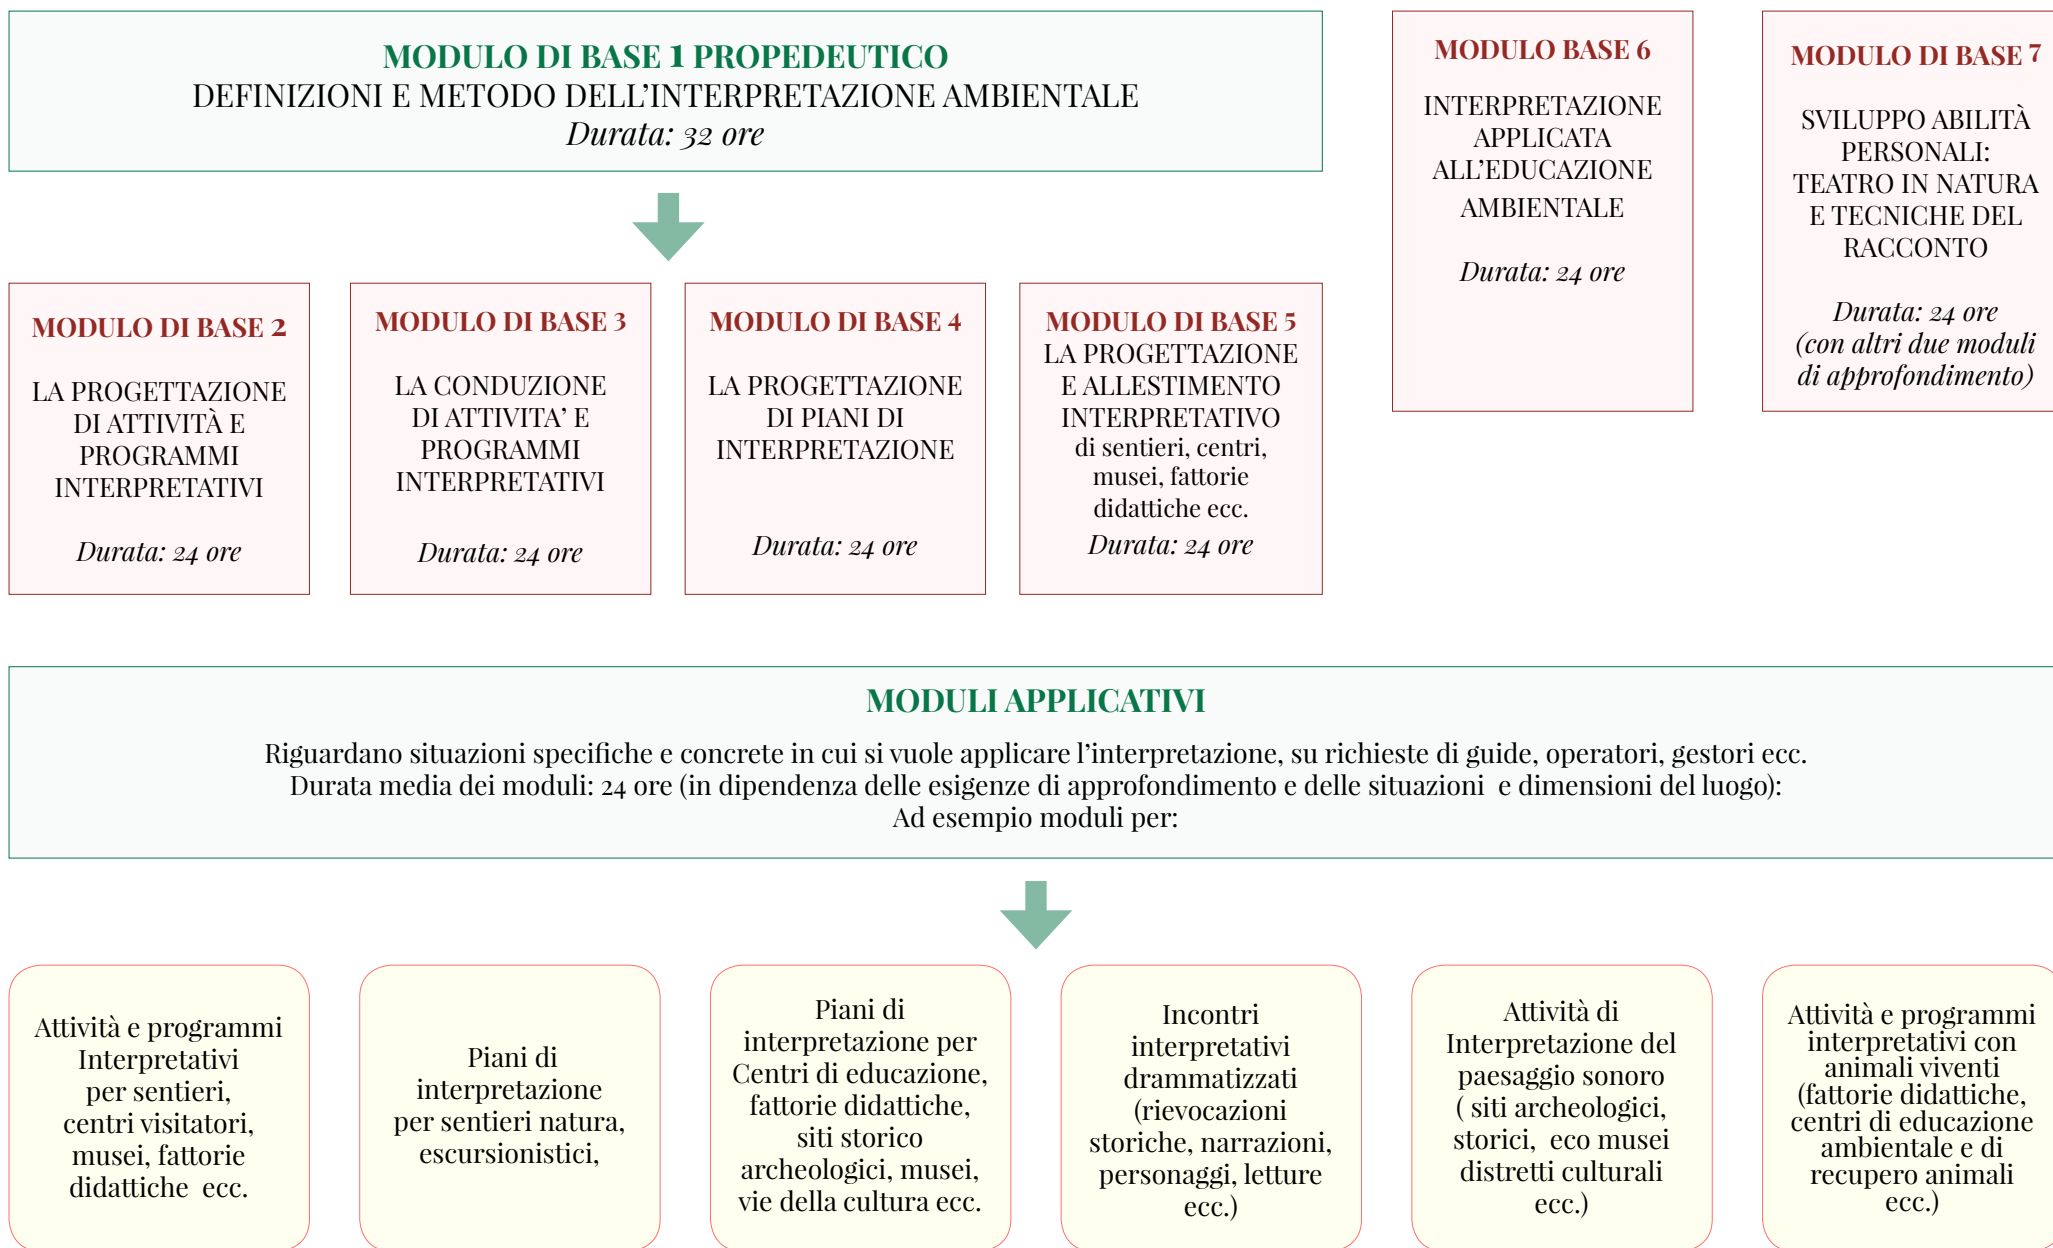 MODULO DI BASE 1 PROPEDEUTICO
DEFINIZIONI E METODO DELL’INTERPRETAZIONE AMBIENTALE
Durata: 32 ore
MODULO BASE 6
INTERPRETAZIONE
APPLICATA
ALL’EDUCAZIONE
AMBIENTALE
Durata: 24 ore
MODULO DI BASE 7
SVILUPPO ABILITÀ
PERSONALI:
TEATRO IN NATURA
E TECNICHE DEL
RACCONTO
Durata: 24 ore
(con altri due moduli
di approfondimento)
MODULO DI BASE 2
LA PROGETTAZIONE
DI ATTIVITÀ E
PROGRAMMI
INTERPRETATIVI
Durata: 24 ore
MODULO DI BASE 3
LA CONDUZIONE
DI ATTIVITA’ E
PROGRAMMI
INTERPRETATIVI
Durata: 24 ore
MODULO DI BASE 4
LA PROGETTAZIONE
DI PIANI DI
INTERPRETAZIONE
Durata: 24 ore
MODULO DI BASE 5
LA PROGETTAZIONE
E ALLESTIMENTO
INTERPRETATIVO
di sentieri, centri,
musei, fattorie
didattiche ecc.
Durata: 24 ore
MODULI APPLICATIVI
Riguardano situazioni specifiche e concrete in cui si vuole applicare l’interpretazione, su richieste di guide, operatori, gestori ecc.
Durata media dei moduli: 24 ore (in dipendenza delle esigenze di approfondimento e delle situazioni e dimensioni del luogo):
Ad esempio moduli per:
Attività e programmi
Interpretativi
per sentieri,
centri visitatori,
musei, fattorie
didattiche ecc.
Piani di
interpretazione
per sentieri natura,
escursionistici,
Piani di
interpretazione per
Centri di educazione,
fattorie didattiche,
siti storico
archeologici, musei,
vie della cultura ecc.
Incontri
interpretativi
drammatizzati
(rievocazioni
storiche, narrazioni,
personaggi, letture
ecc.)
Attività di
Interpretazione del
paesaggio sonoro
( siti archeologici,
storici, eco musei
distretti culturali
ecc.)
Attività e programmi
interpretativi con
animali viventi
(fattorie didattiche,
centri di educazione
ambientale e di
recupero animali
ecc.)